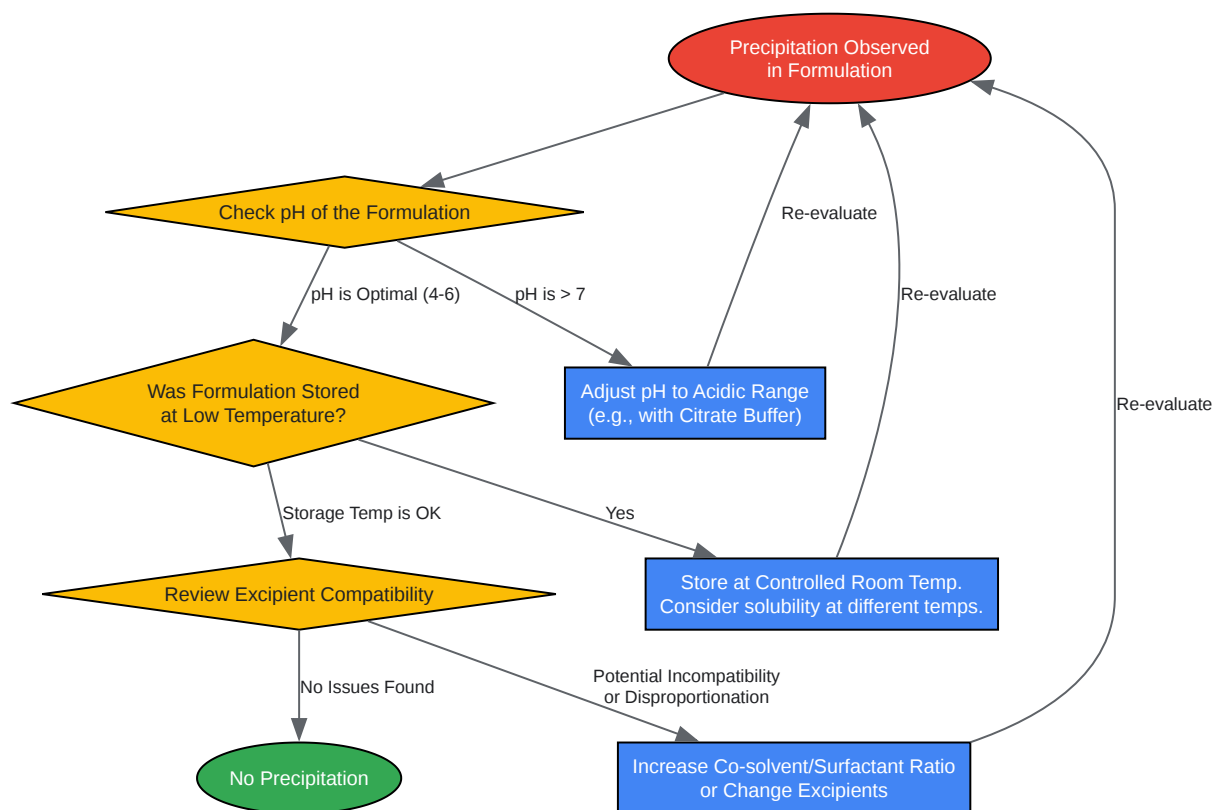 Precipitation Observed
in Formulation
Check pH of the Formulation
Re-evaluate
pH is Optimal (4-6)
pH is > 7
Re-evaluate
Was Formulation Stored
at Low Temperature?
Adjust pH to Acidic Range
(e.g., with Citrate Buffer)
Re-evaluate
Storage Temp is OK
Yes
Review Excipient Compatibility
Store at Controlled Room Temp.
Consider solubility at different temps.
No Issues Found
Potential Incompatibility
or Disproportionation
No Precipitation
Increase Co-solvent/Surfactant Ratio
or Change Excipients